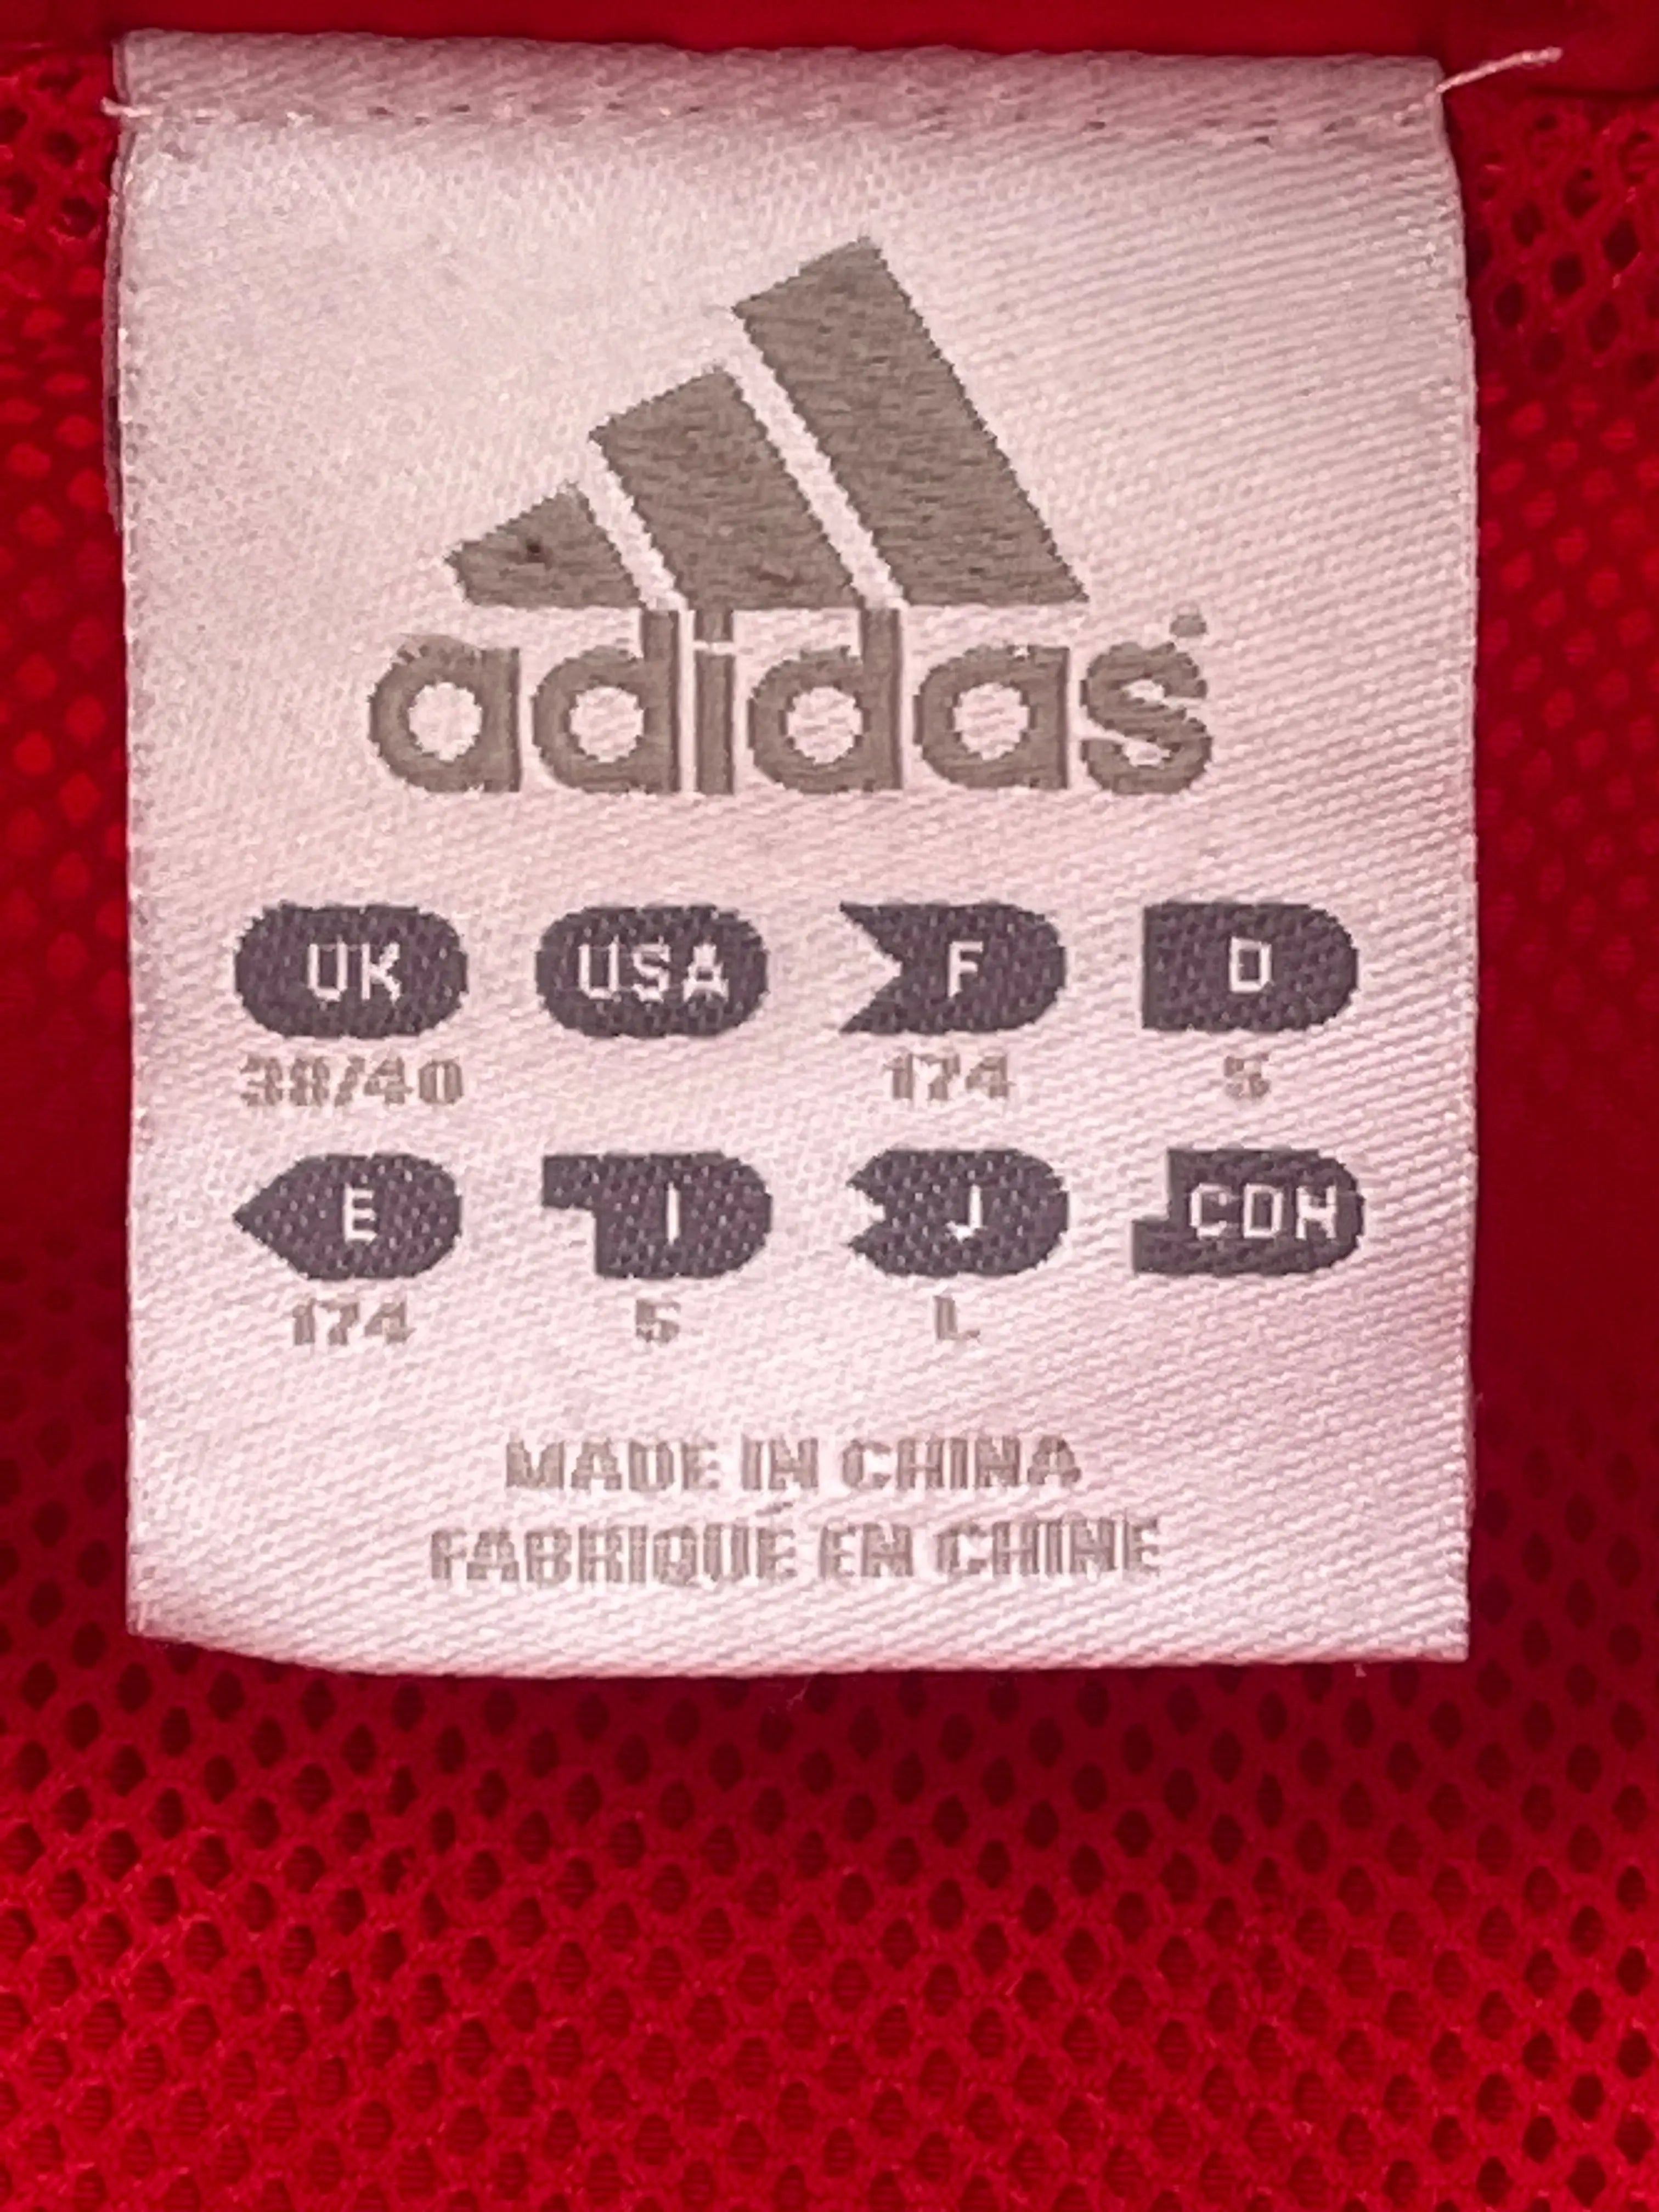 adidas
UK USA F D
38/40 174 5
E I J CDN
174 5 L
MADE IN CHINA
FABRIQUÉ EN CHINE